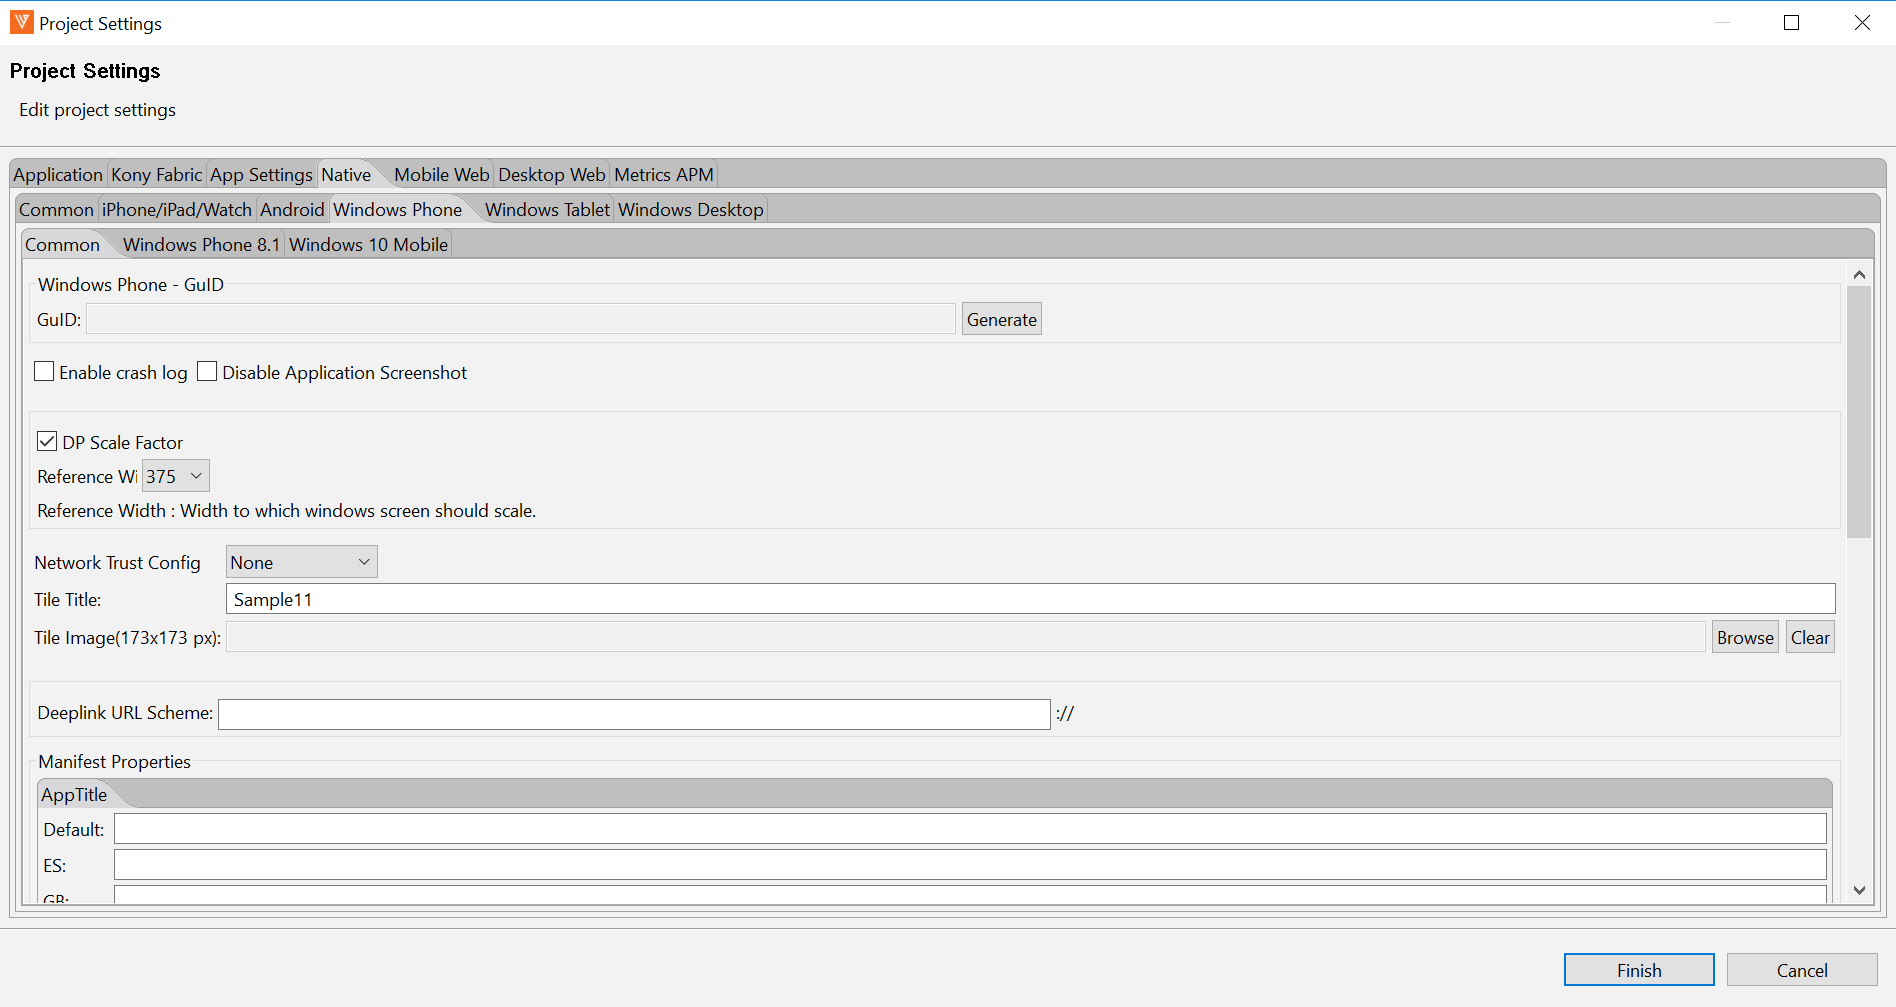 Project Settings
Project Settings
Edit project settings
Application Kony Fabric App Settings Native Mobile Web Desktop Web Metrics APM
Common iPhone/iPad/Watch Android Windows Phone Windows Tablet Windows Desktop
Common Windows Phone 8.1 Windows 10 Mobile
Windows Phone - GuID
GuID: Generate
Enable crash log Disable Application Screenshot
DP Scale Factor
Reference Wi 375
Reference Width : Width to which windows screen should scale.
Network Trust Config None
Tile Title: Sample11
Tile Image(173x173 px): Browse Clear
Deeplink URL Scheme: ://
Manifest Properties
AppTitle
Default:
ES:
GB:
Finish Cancel